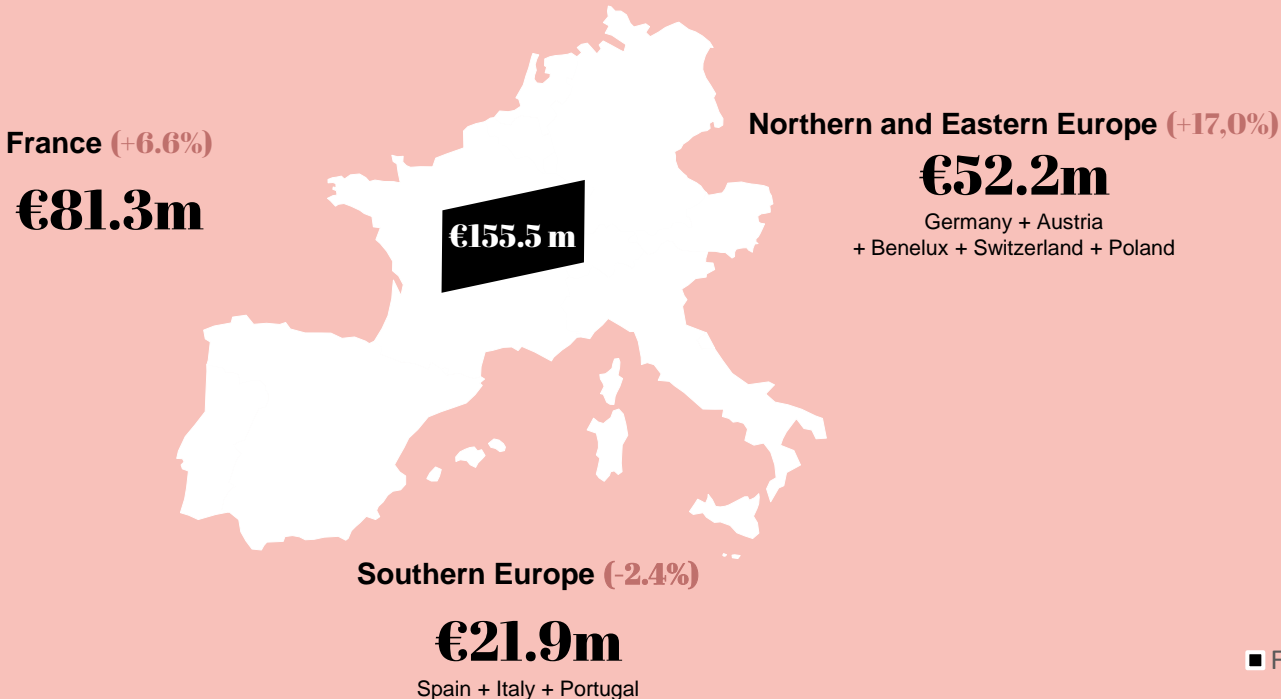 France (+6.6%)
€81.3m
Northern and Eastern Europe (+17,0%)
€52.2m
Germany + Austria
+ Benelux + Switzerland + Poland
€155.5 m
Southern Europe (-2.4%)
€21.9m
Spain + Italy + Portugal